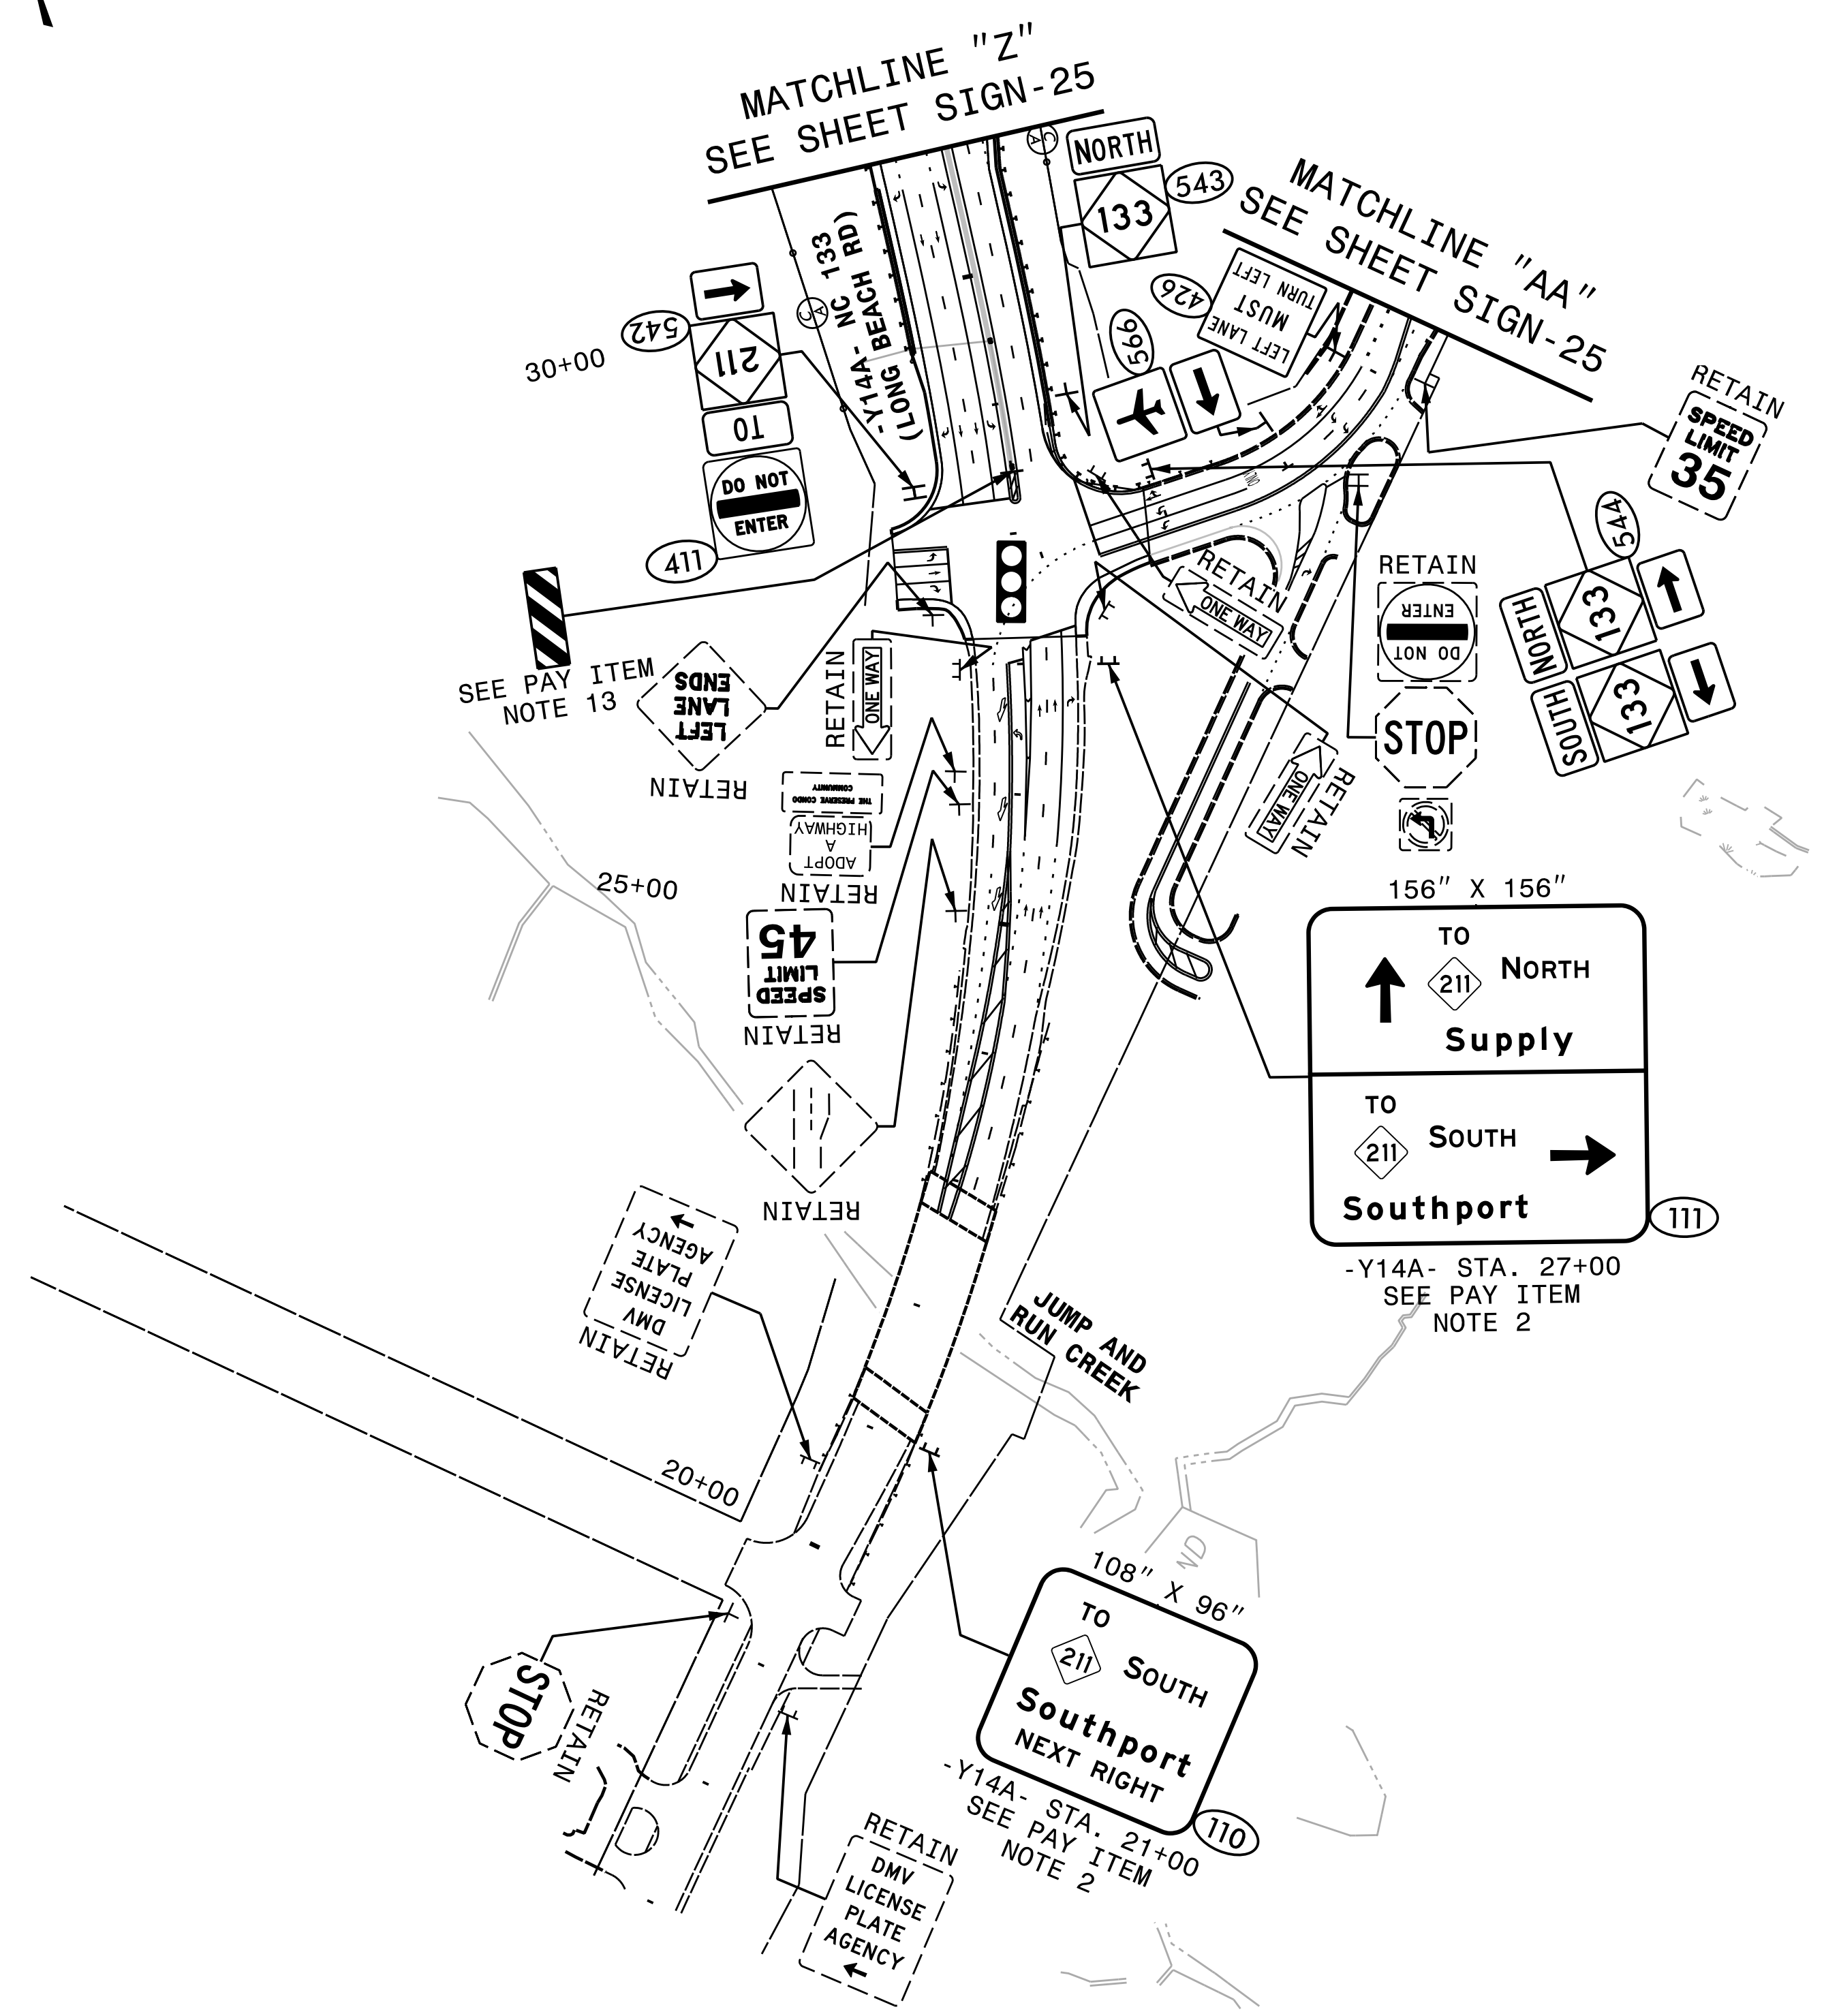 MATCHLINE "Z"
SEE SHEET SIGN-25
MATCHLINE "AA"
SEE SHEET SIGN-25
-Y14A- NC 133
(LONG BEACH RD)
C
A
C
A
NORTH
133
543
426
LEFT LANE
MUST
TURN LEFT
566
542
211
TO
DO NOT
ENTER
411
30+00
RETAIN
SPEED
LIMIT
35
544
NORTH
133
SOUTH
133
RETAIN
DO NOT
ENTER
STOP
RETAIN
ONE WAY
RETAIN
ONE WAY
SEE PAY ITEM
NOTE 13
LEFT
LANE
ENDS
RETAIN
RETAIN
ONE WAY
THE PRESERVE CONDO
COMMUNITY
ADOPT
A
HIGHWAY
RETAIN
25+00
SPEED
LIMIT
45
RETAIN
RETAIN
156" X 156"
TO
211 NORTH
Supply
TO
211 SOUTH
Southport
111
-Y14A- STA. 27+00
SEE PAY ITEM
NOTE 2
DMV
LICENSE
PLATE
AGENCY
RETAIN
JUMP AND
RUN CREEK
20+00
ND
108" X 96"
TO
211 SOUTH
Southport
NEXT RIGHT
110
-Y14A- STA. 21+00
SEE PAY ITEM
NOTE 2
STOP
RETAIN
RETAIN
DMV
LICENSE
PLATE
AGENCY